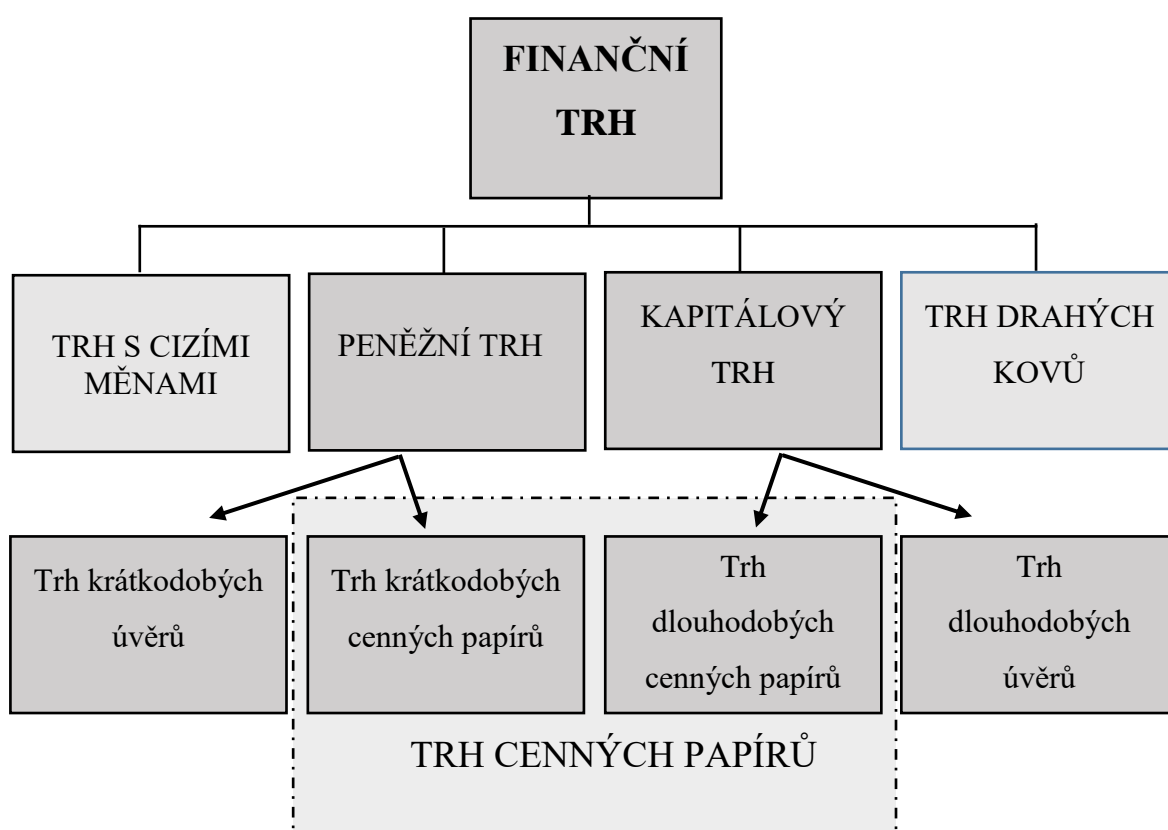 FINANČNÍ
TRH
TRH S CIZÍMI
MĚNAMI
PENĚŽNÍ TRH
KAPITÁLOVÝ
TRH
TRH DRAHÝCH
KOVŮ
Trh krátkodobých
úvěrů
Trh krátkodobých
cenných papírů
Trh
dlouhodobých
cenných papírů
Trh
dlouhodobých
úvěrů
TRH CENNÝCH PAPÍRŮ